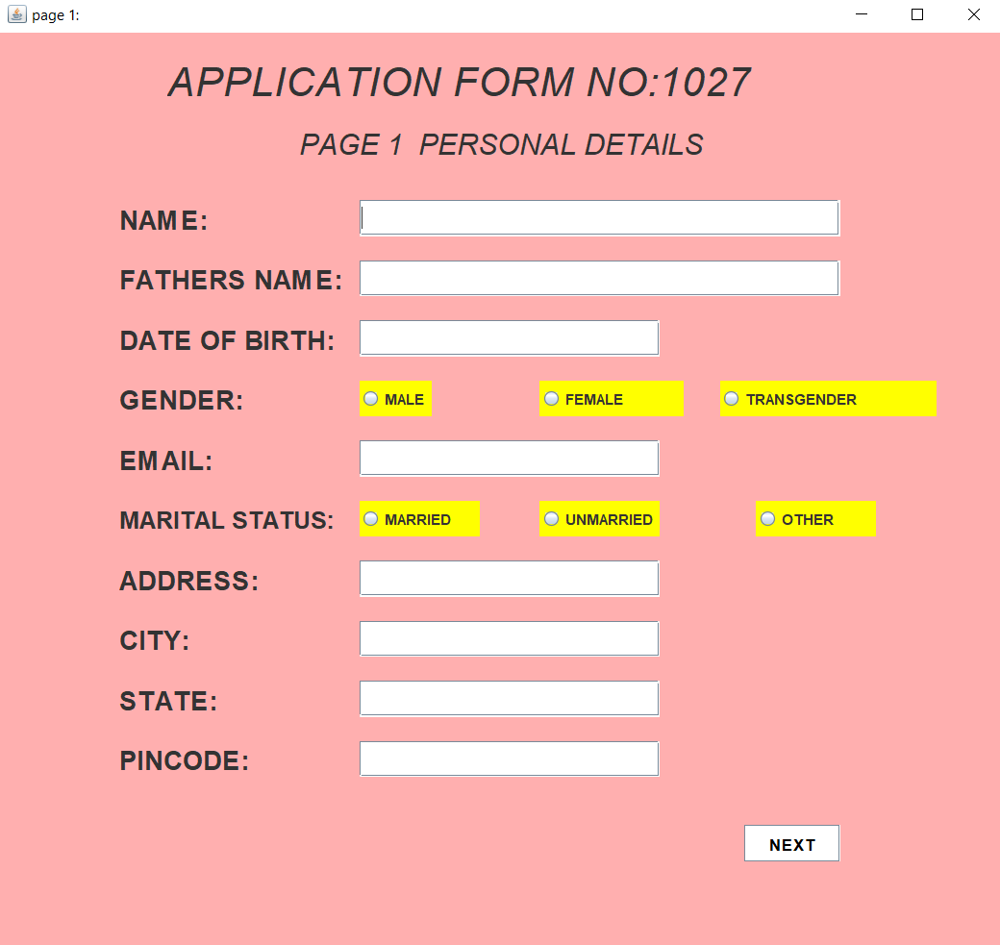 page 1:
APPLICATION FORM NO:1027
PAGE 1 PERSONAL DETAILS
NAME:
FATHERS NAME:
DATE OF BIRTH:
GENDER: MALE FEMALE TRANSGENDER
EMAIL:
MARITAL STATUS: MARRIED UNMARRIED OTHER
ADDRESS:
CITY:
STATE:
PINCODE:
NEXT